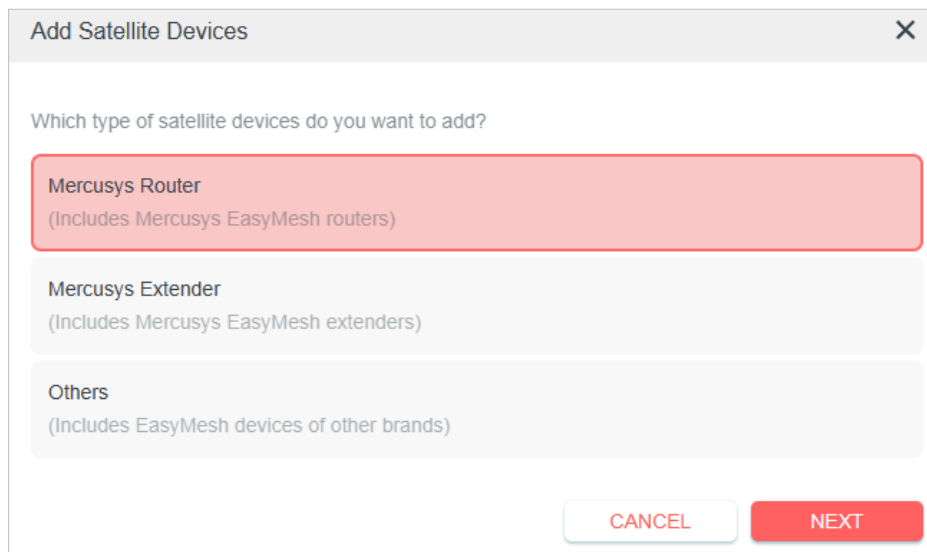 Add Satellite Devices
Which type of satellite devices do you want to add?
Mercusys Router
(Includes Mercusys EasyMesh routers)
Mercusys Extender
(Includes Mercusys EasyMesh extenders)
Others
(Includes EasyMesh devices of other brands)
CANCEL NEXT